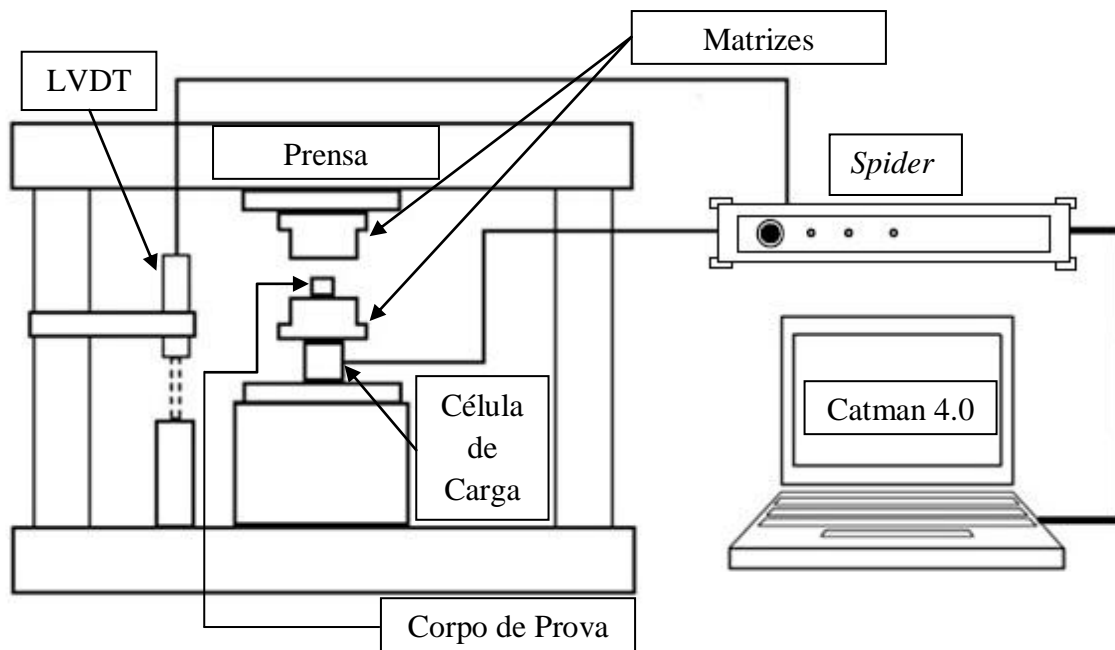 Matrizes
LVDT
Prensa
Spider
Catman 4.0
Célula
de
Carga
Corpo de Prova